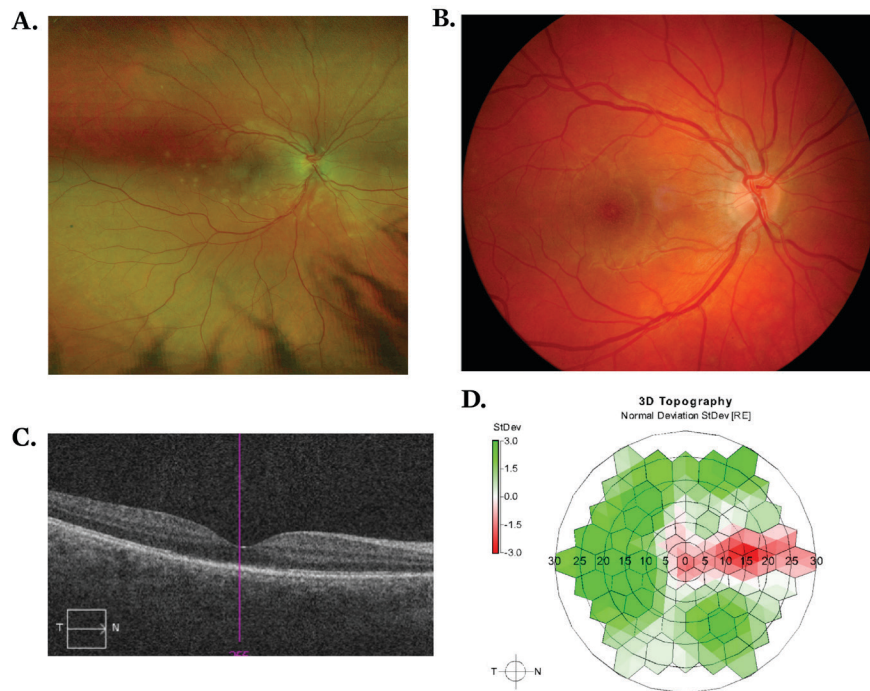 A.
B.
C.
T
N
D.
3D Topography
Normal Deviation StDev [RE]
StDev
3.0
1.5
0.0
-1.5
-3.0
30 25 20 15 10 5 0 5 10 15 20 25 30
T
N